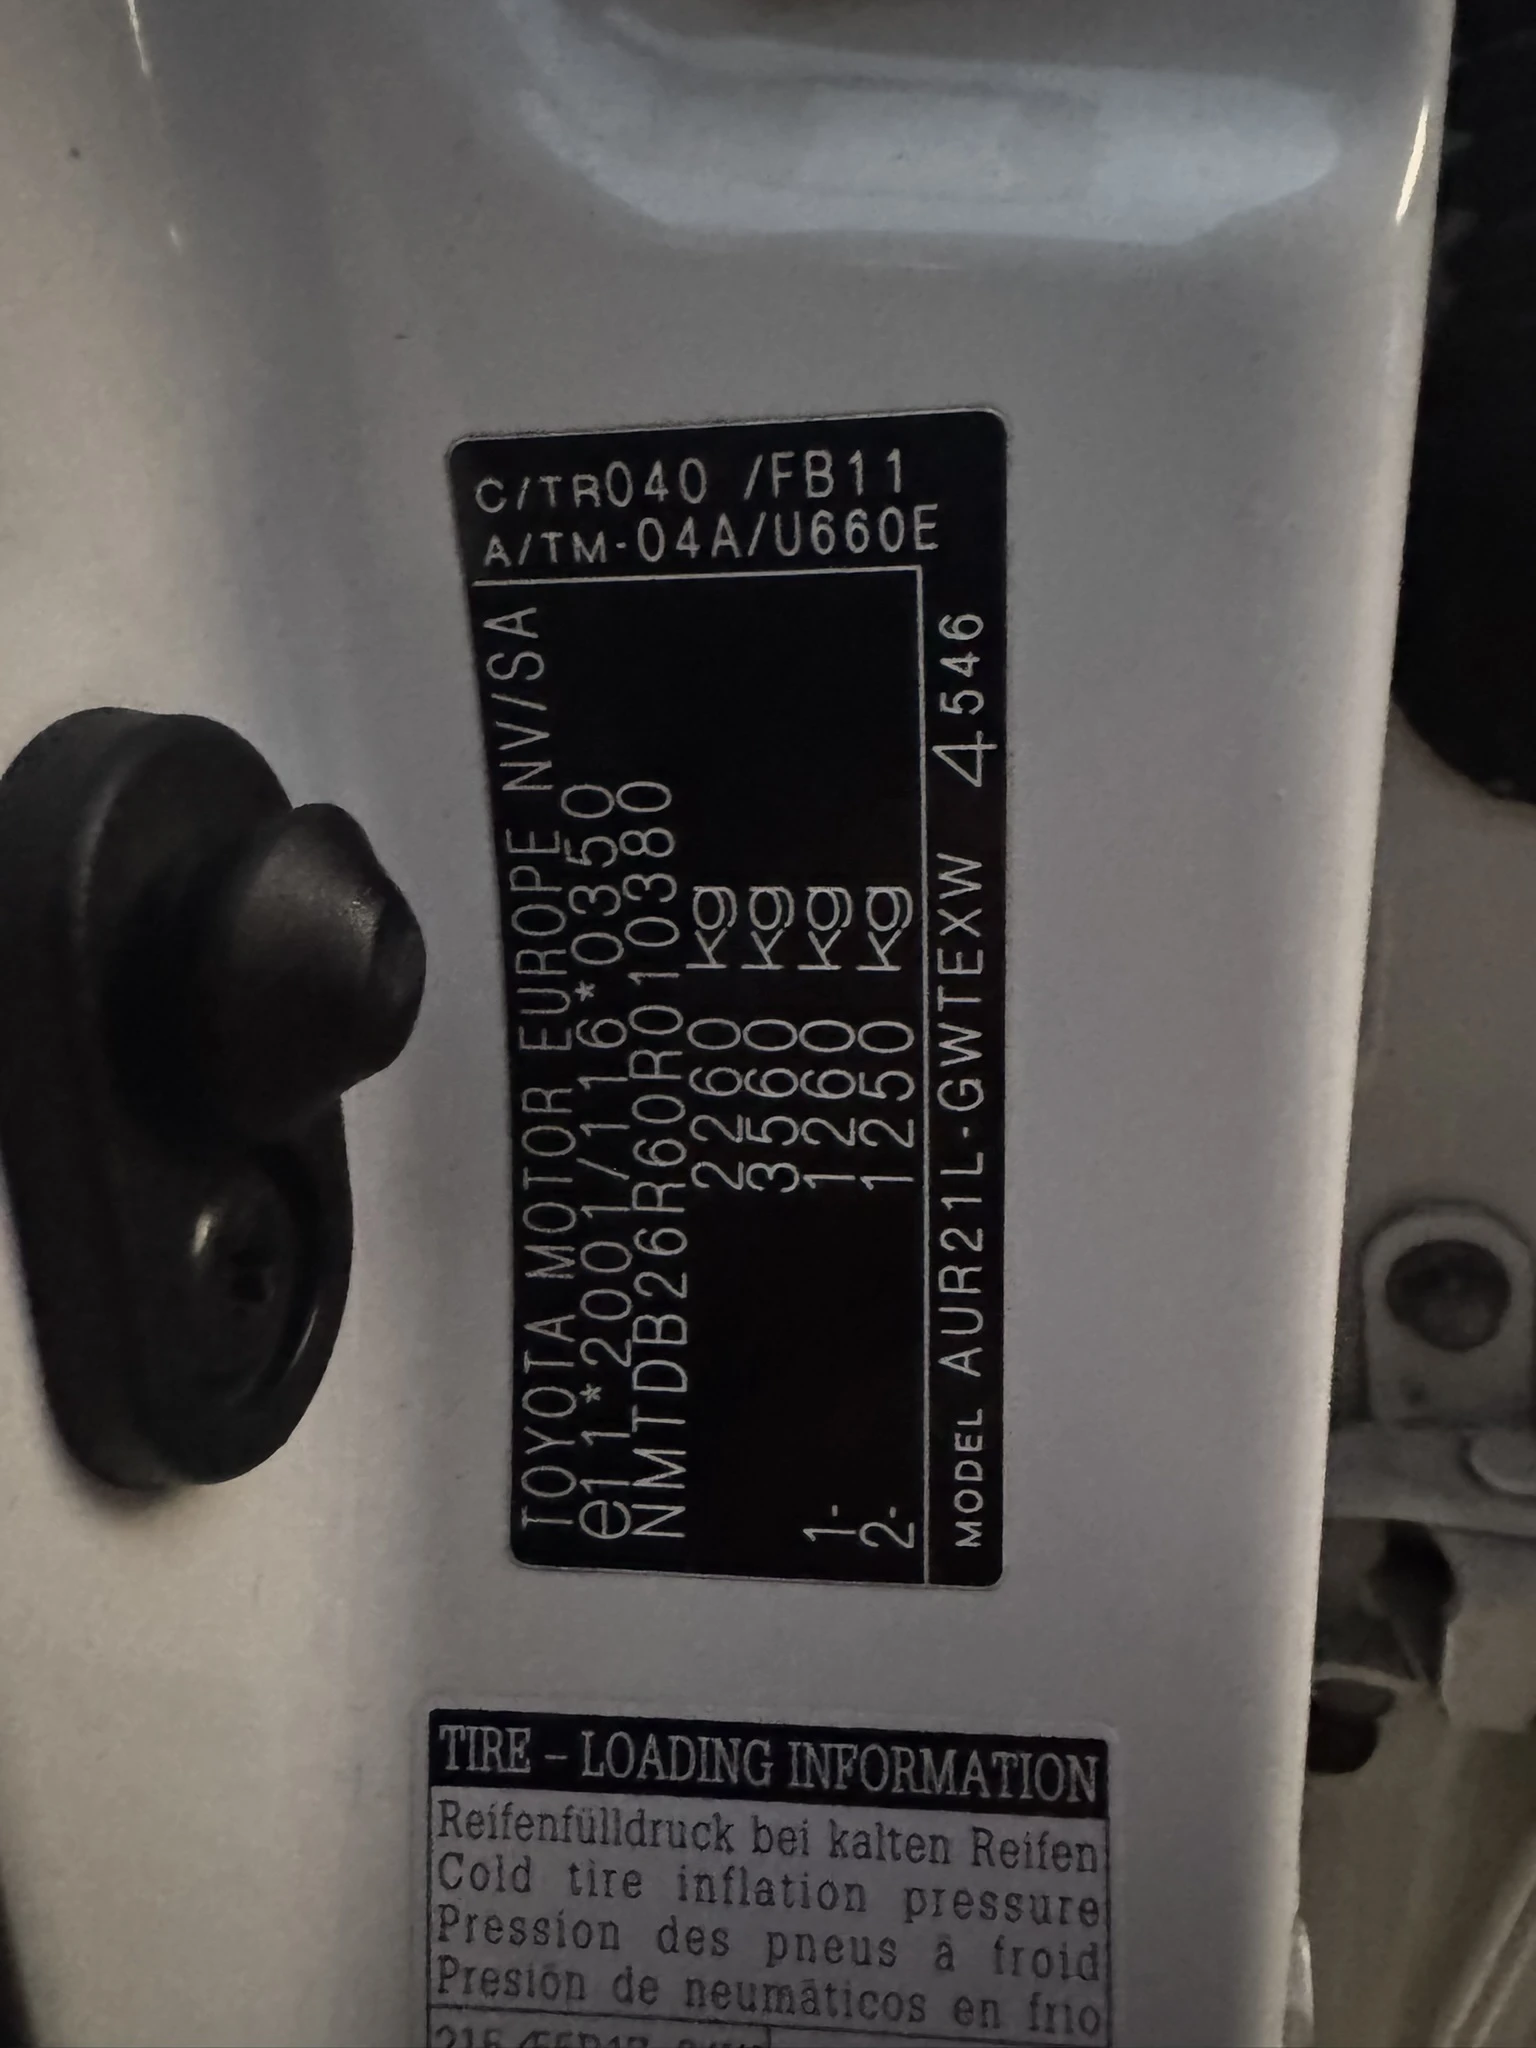 C/TR040 /FB11
A/TM-04A/U660E
TOYOTA MOTOR EUROPE NV/SA
e11*2001/116*0350
NMTDB26R60R010380
2260 kg
3560 kg
1- 1260 kg
2- 1250 kg
MODEL AUR21L-GWTEXW 4546
TIRE – LOADING INFORMATION
Reifenfülldruck bei kalten Reifen
Cold tire inflation pressure
Pression des pneus à froid
Presión de neumáticos en frio